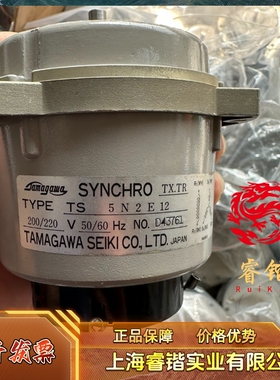 Tamagawa SYNCHRO TX.TR
TYPE TS 5N2E12
200/220 V 50/60 Hz NO. D43761
TAMAGAWA SEIKI CO., LTD. JAPAN
睿锴
RuiK
产品保障 价格优势
上海睿锴实业有限公司